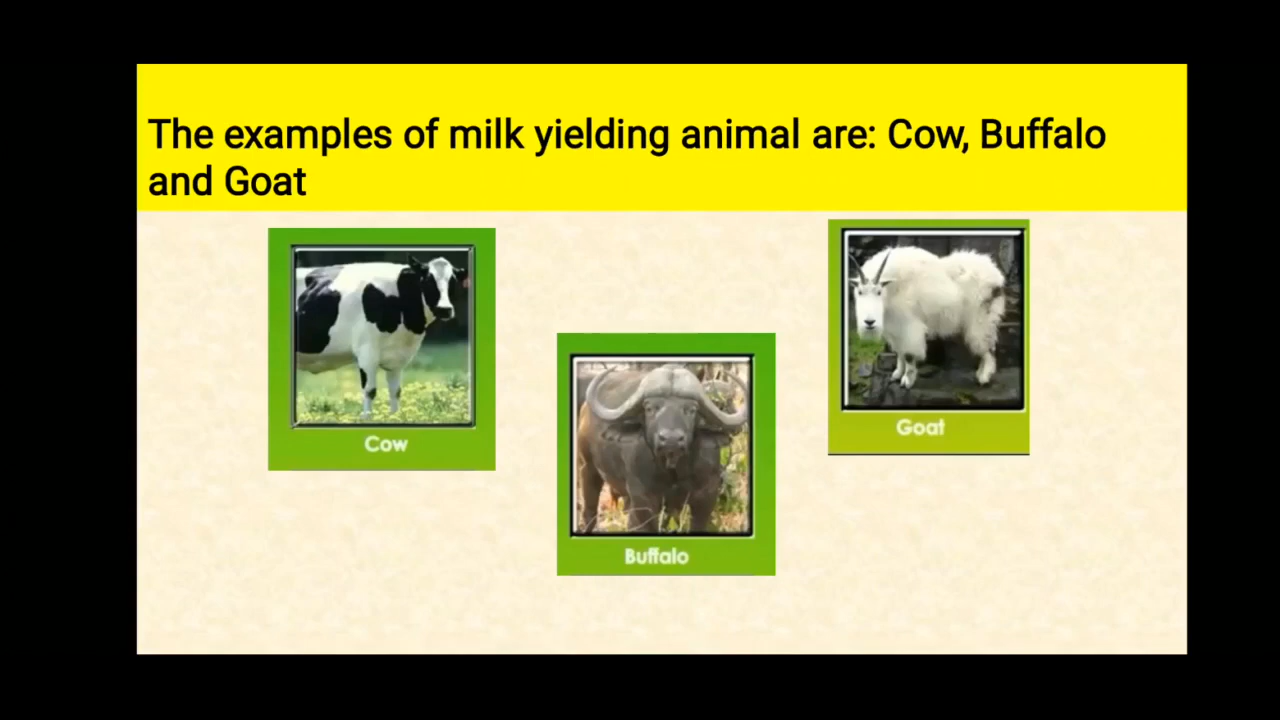 The examples of milk yielding animal are: Cow, Buffalo
and Goat
Cow
Buffalo
Goat